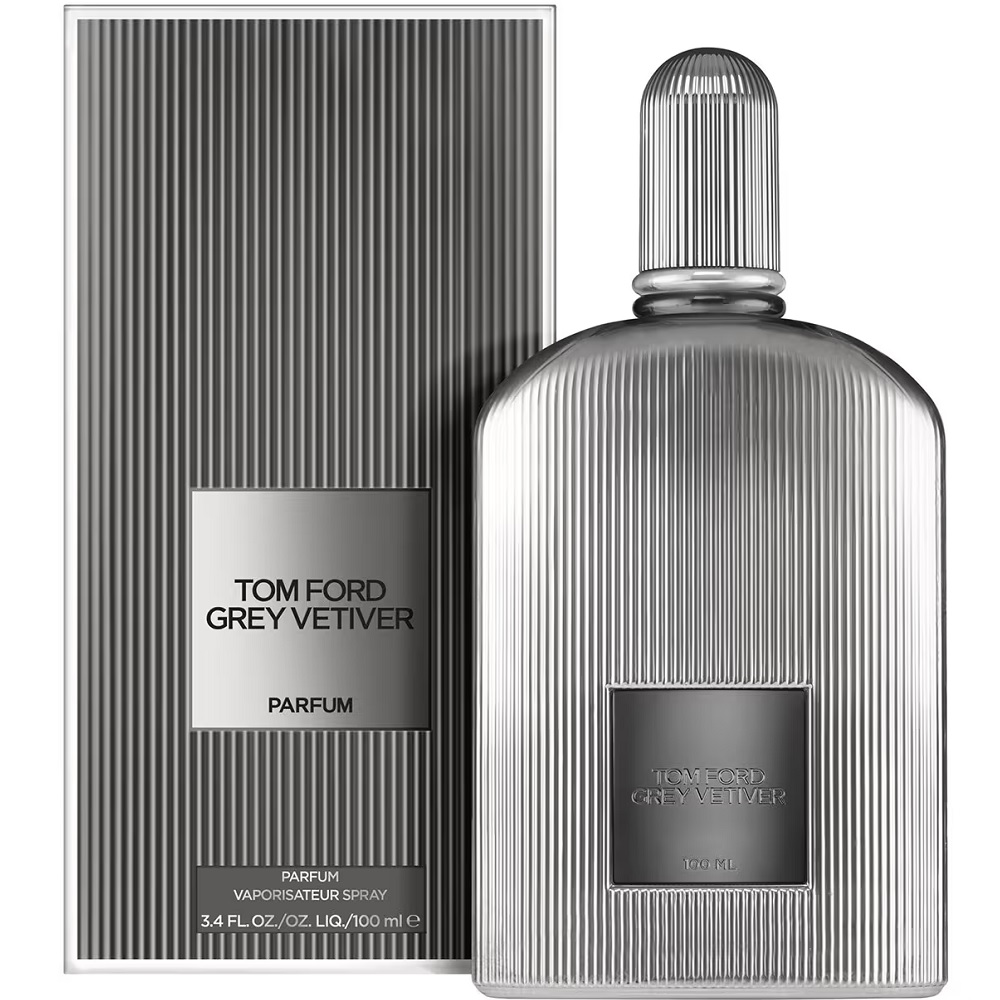 TOM FORD
GREY VETIVER
PARFUM
PARFUM
VAPORISATEUR SPRAY
3.4 FL. OZ./OZ. LIQ./100 ml ℮
TOM FORD
GREY VETIVER
100 ML